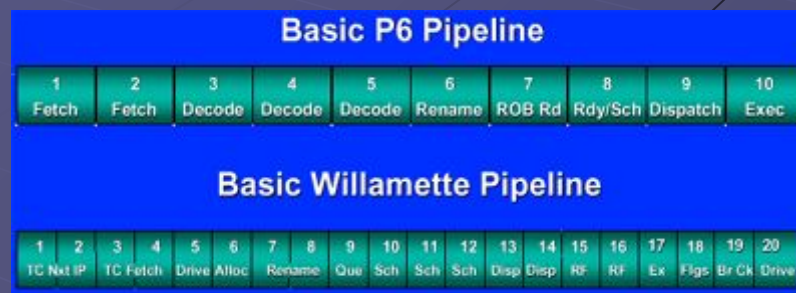 Basic P6 Pipeline
1 2 3 4 5 6 7 8 9 10
Fetch Fetch Decode Decode Decode Rename ROB Rd Rdy/Sch Dispatch Exec
Basic Willamette Pipeline
1 2 3 4 5 6 7 8 9 10 11 12 13 14 15 16 17 18 19 20
TC Nxt IP TC Fetch Drive Alloc Rename Que Sch Sch Sch Disp Disp RF RF Ex Flgs Br Ck Drive